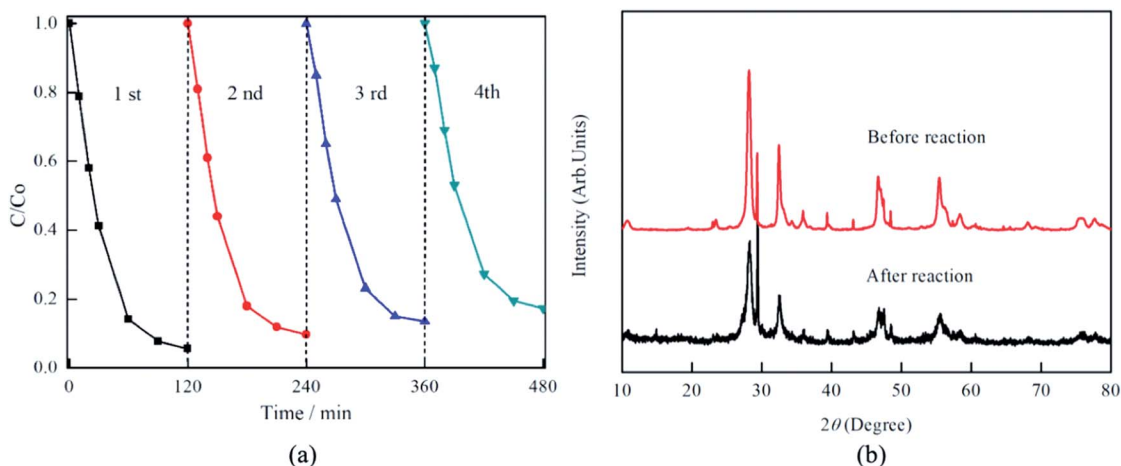 1.0
0.8
0.6
0.4
0.2
0.0
C/Co
1 st
2 nd
3 rd
4th
0
120
240
360
480
Time / min
(a)
Intensity (Arb.Units)
Before reaction
After reaction
10
20
30
40
50
60
70
80
2θ (Degree)
(b)